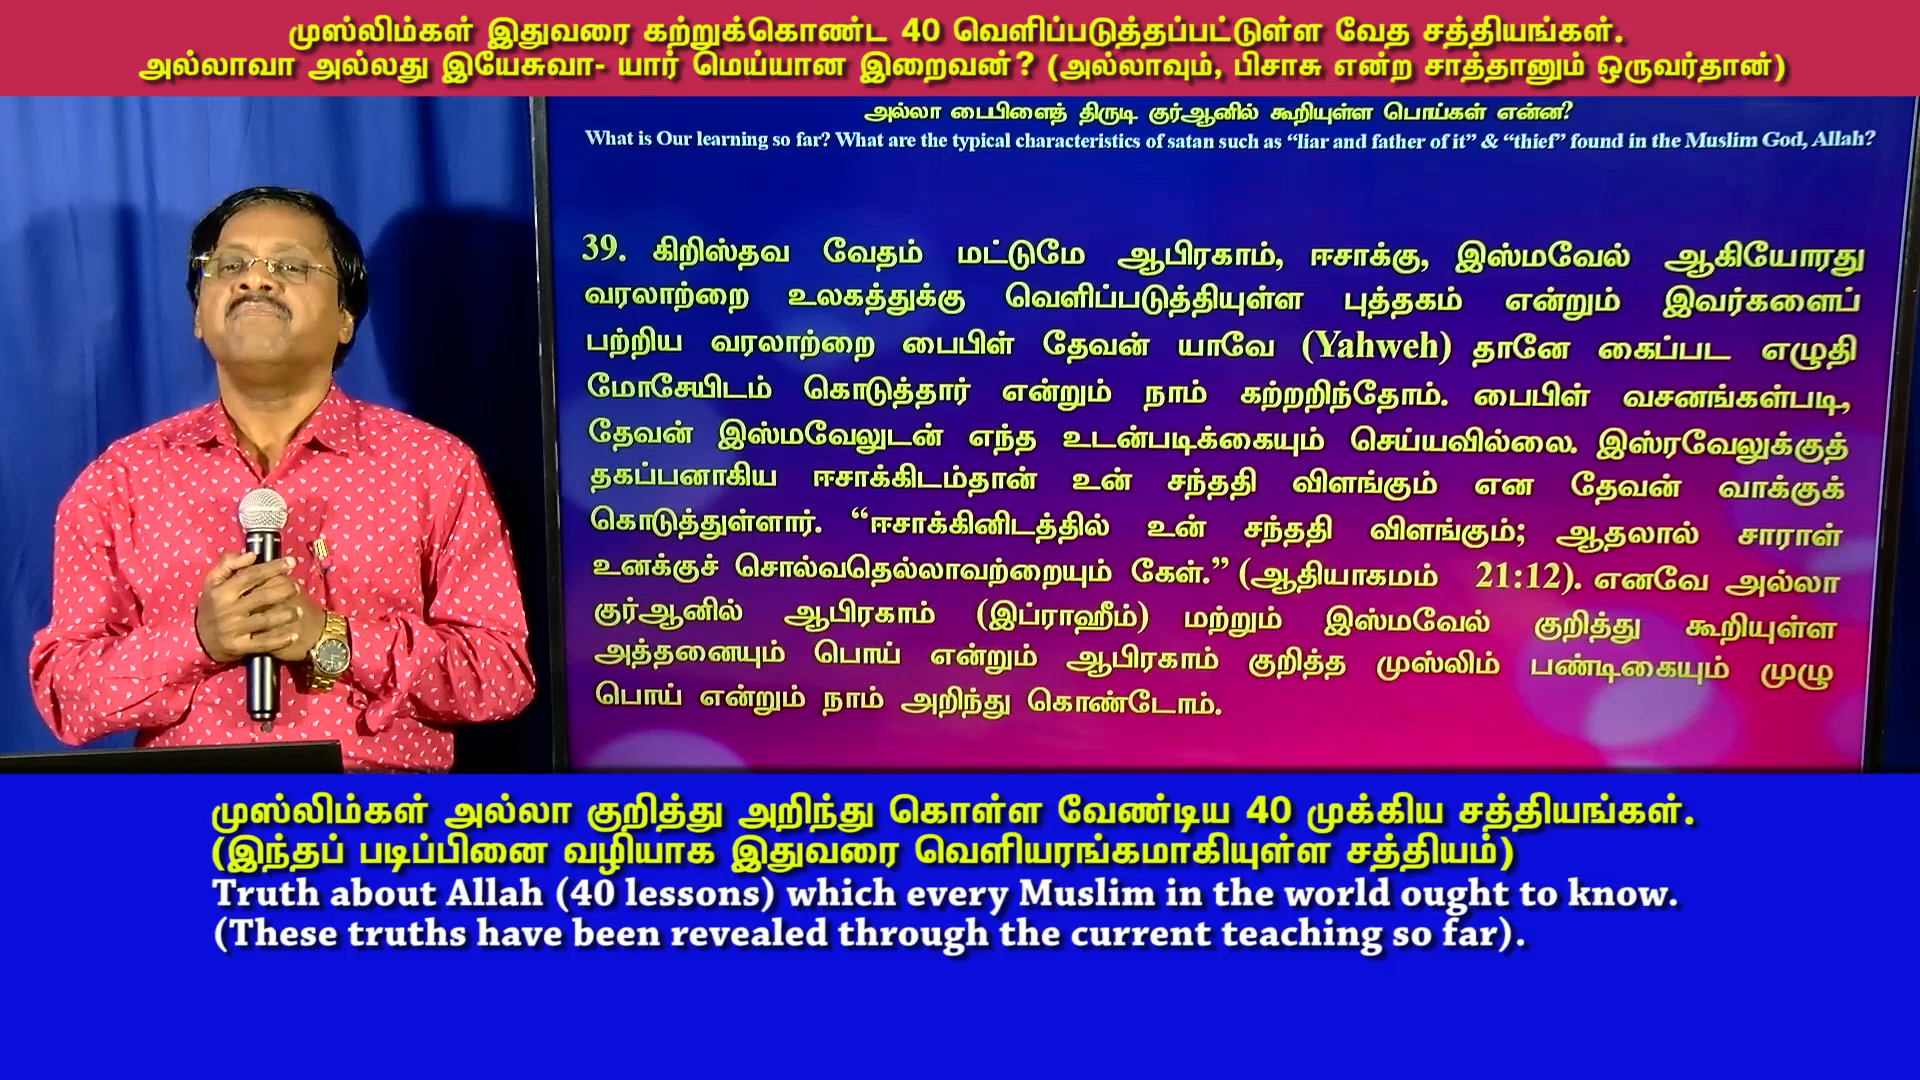 முஸ்லிம்கள் இதுவரை கற்றுக்கொண்ட 40 வெளிப்படுத்தப்பட்டுள்ள வேத சத்தியங்கள்.
அல்லாவா அல்லது இயேசுவா- யார் மெய்யான இறைவன்? (அல்லாவும், பிசாசு என்ற சாத்தானும் ஒருவர்தான்)
அல்லா பைபிளைத் திருடி குர்ஆனில் கூறியுள்ள பொய்கள் என்ன?
What is Our learning so far? What are the typical characteristics of satan such as “liar and father of it” & “thief” found in the Muslim God, Allah?
39. கிறிஸ்தவ வேதம் மட்டுமே ஆபிரகாம், ஈசாக்கு, இஸ்மவேல் ஆகியோரது
வரலாற்றை உலகத்துக்கு வெளிப்படுத்தியுள்ள புத்தகம் என்றும் இவர்களைப்
பற்றிய வரலாற்றை பைபிள் தேவன் யாவே (Yahweh) தானே கைப்பட எழுதி
மோசேயிடம் கொடுத்தார் என்றும் நாம் கற்றறிந்தோம். பைபிள் வசனங்கள்படி,
தேவன் இஸ்மவேலுடன் எந்த உடன்படிக்கையும் செய்யவில்லை. இஸ்ரவேலுக்குத்
தகப்பனாகிய ஈசாக்கிடம்தான் உன் சந்ததி விளங்கும் என தேவன் வாக்குக்
கொடுத்துள்ளார். “ஈசாக்கினிடத்தில் உன் சந்ததி விளங்கும்; ஆதலால் சாராள்
உனக்குச் சொல்வதெல்லாவற்றையும் கேள்.” (ஆதியாகமம் 21:12). எனவே அல்லா
குர்ஆனில் ஆபிரகாம் (இப்ராஹீம்) மற்றும் இஸ்மவேல் குறித்து கூறியுள்ள
அத்தனையும் பொய் என்றும் ஆபிரகாம் குறித்த முஸ்லிம் பண்டிகையும் முழு
பொய் என்றும் நாம் அறிந்து கொண்டோம்.
முஸ்லிம்கள் அல்லா குறித்து அறிந்து கொள்ள வேண்டிய 40 முக்கிய சத்தியங்கள்.
(இந்தப் படிப்பினை வழியாக இதுவரை வெளியரங்கமாகியுள்ள சத்தியம்)
Truth about Allah (40 lessons) which every Muslim in the world ought to know.
(These truths have been revealed through the current teaching so far).